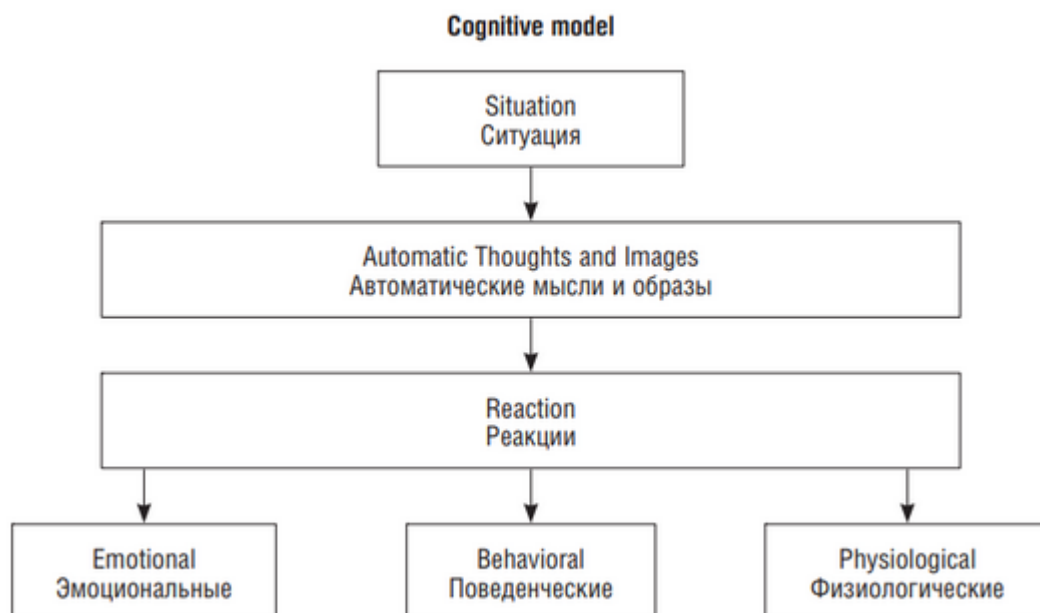 Cognitive model
Situation
Ситуация
Automatic Thoughts and Images
Автоматические мысли и образы
Reaction
Реакции
Emotional
Эмоциональные
Behavioral
Поведенческие
Physiological
Физиологические